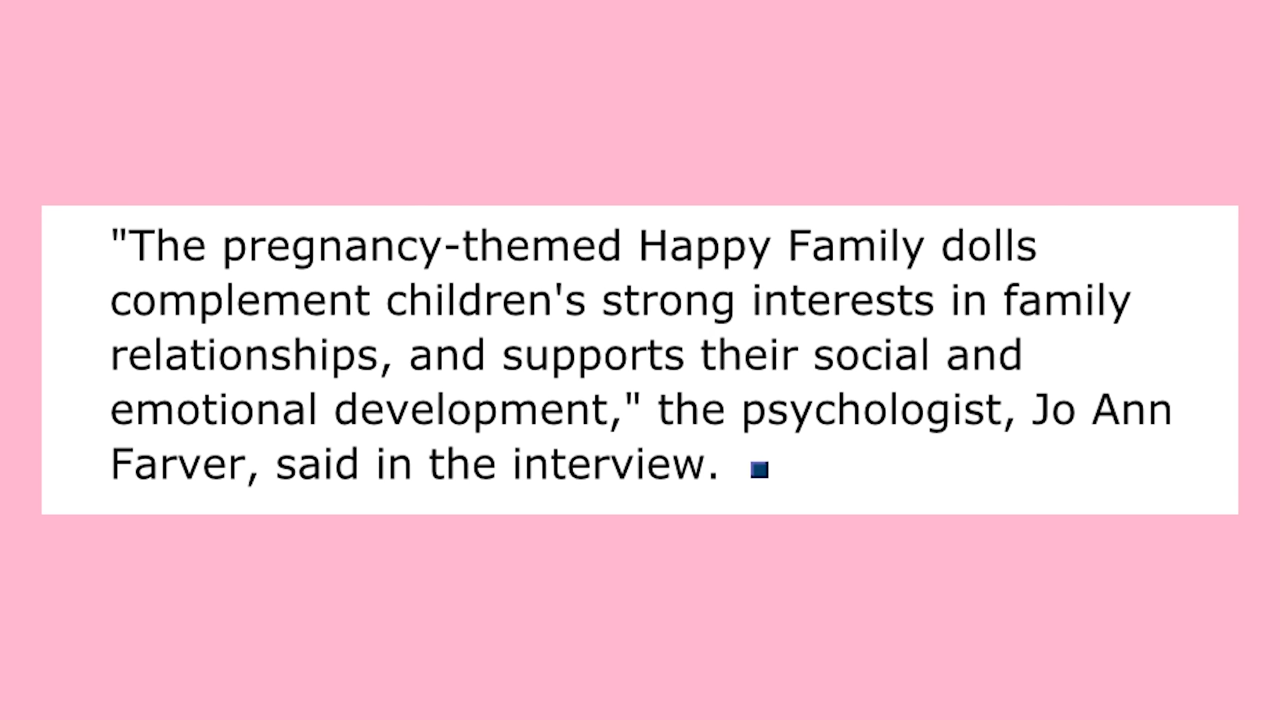 "The pregnancy-themed Happy Family dolls
complement children's strong interests in family
relationships, and supports their social and
emotional development," the psychologist, Jo Ann
Farver, said in the interview.